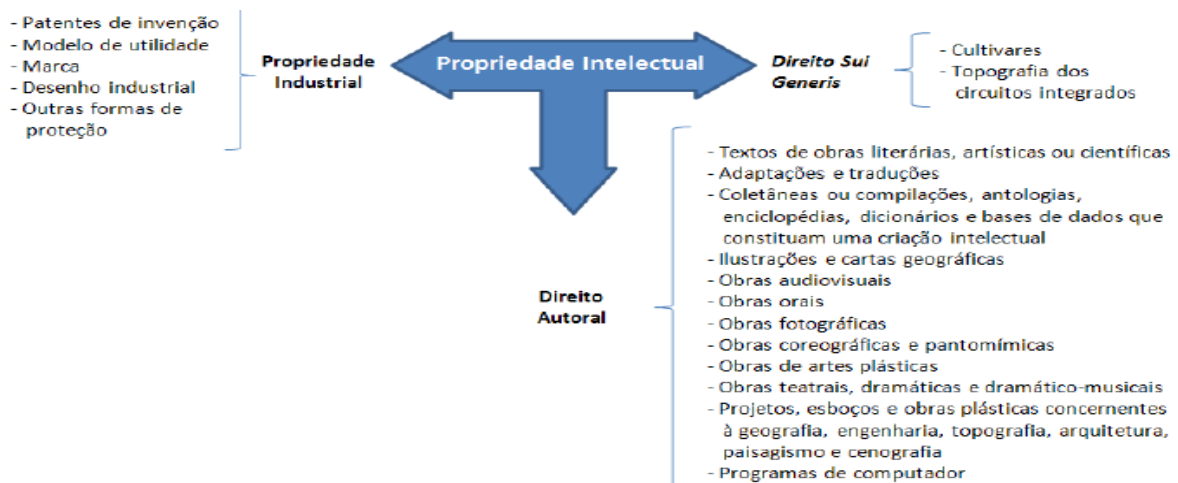 - Patentes de invenção
- Modelo de utilidade
- Marca
- Desenho industrial
- Outras formas de
proteção
Propriedade
Industrial
Propriedade Intelectual
Direito Sui
Generis
- Cultivares
- Topografia dos
circuitos integrados
Direito
Autoral
- Textos de obras literárias, artísticas ou científicas
- Adaptações e traduções
- Coletâneas ou compilações, antologias,
enciclopédias, dicionários e bases de dados que
constituam uma criação intelectual
- Ilustrações e cartas geográficas
- Obras audiovisuais
- Obras orais
- Obras fotográficas
- Obras coreográficas e pantomímicas
- Obras de artes plásticas
- Obras teatrais, dramáticas e dramático-musicais
- Projetos, esboços e obras plásticas concernentes
à geografia, engenharia, topografia, arquitetura,
paisagismo e cenografia
- Programas de computador